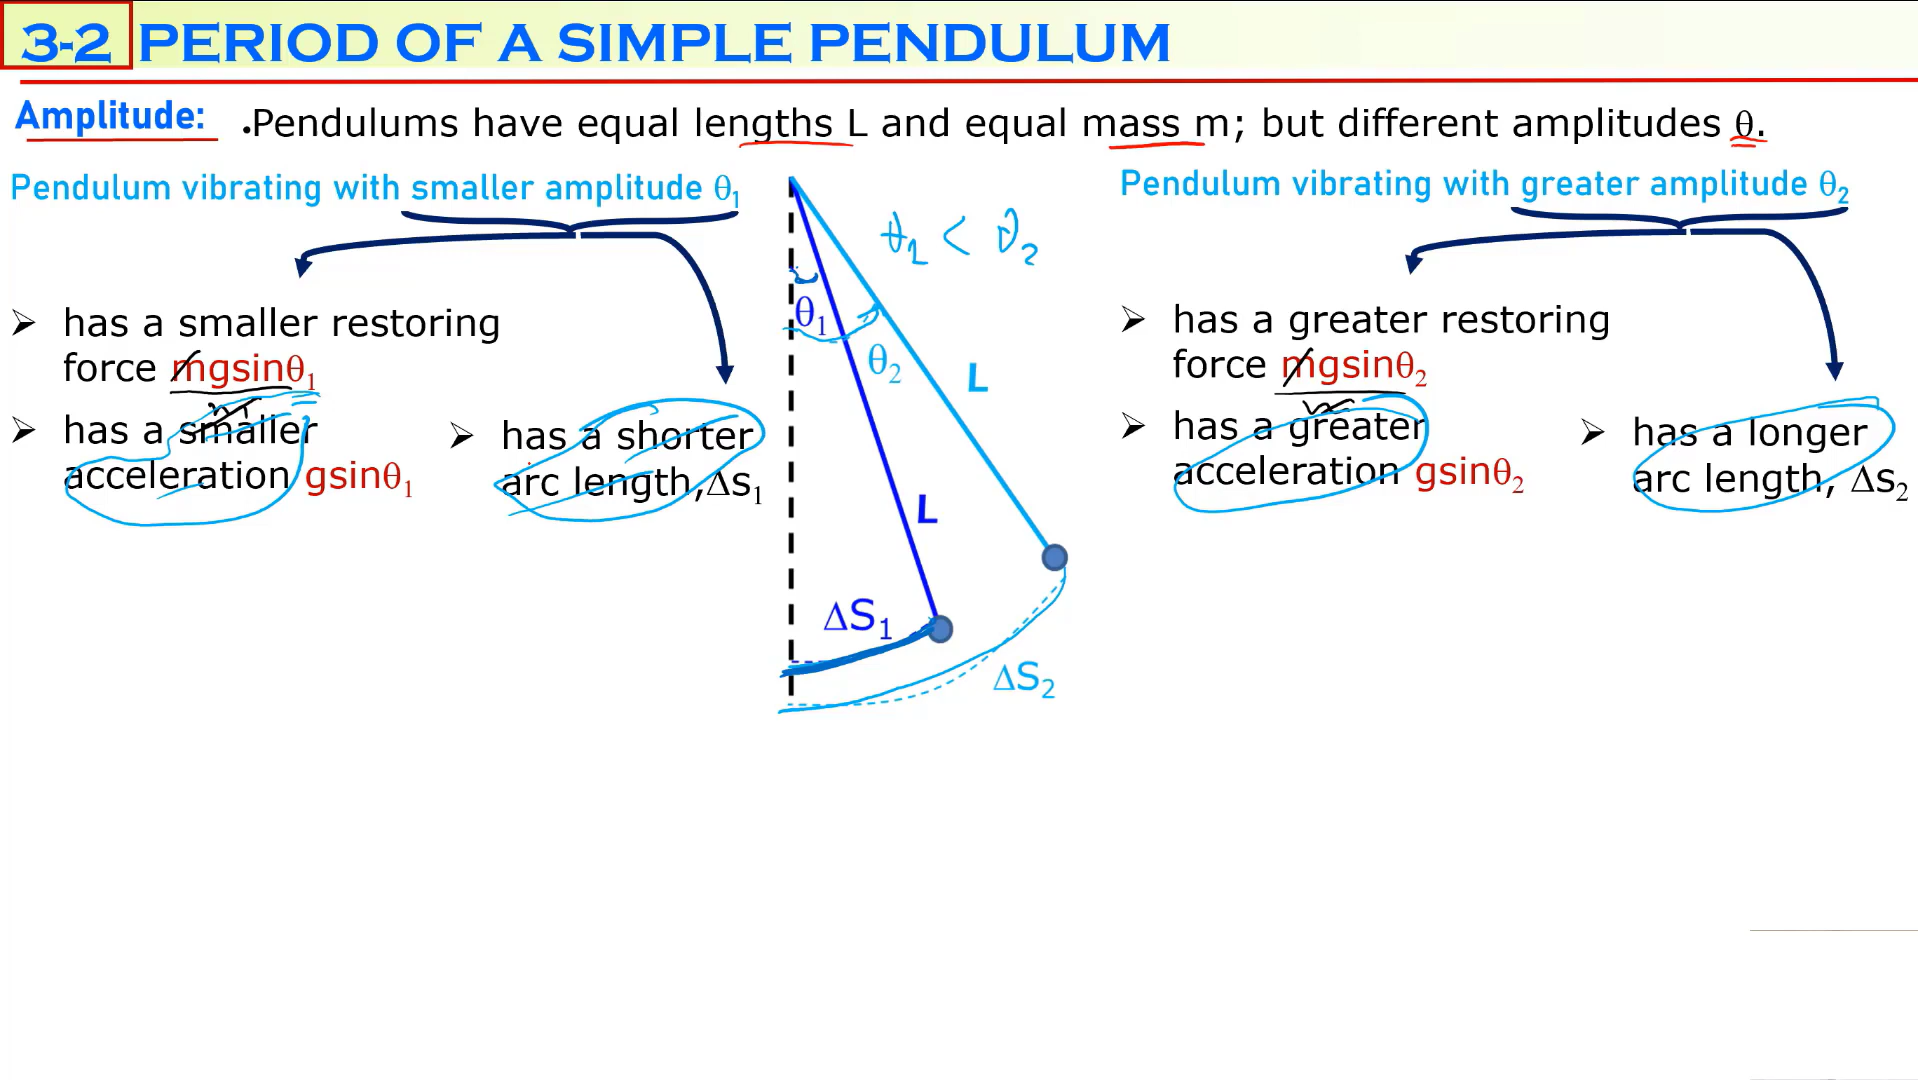 3-2 PERIOD OF A SIMPLE PENDULUM
Amplitude: •Pendulums have equal lengths L and equal mass m; but different amplitudes θ.
Pendulum vibrating with smaller amplitude θ₁
➢ has a smaller restoring
force mgsinθ₁
m
➢ has a smaller
acceleration gsinθ₁
➢ has a shorter
arc length,Δs₁
θ₂ < θ₂
θ₁
θ₂
L
L
ΔS₁
ΔS₂
Pendulum vibrating with greater amplitude θ₂
➢ has a greater restoring
force mgsinθ₂
m
➢ has a greater
acceleration gsinθ₂
➢ has a longer
arc length, Δs₂